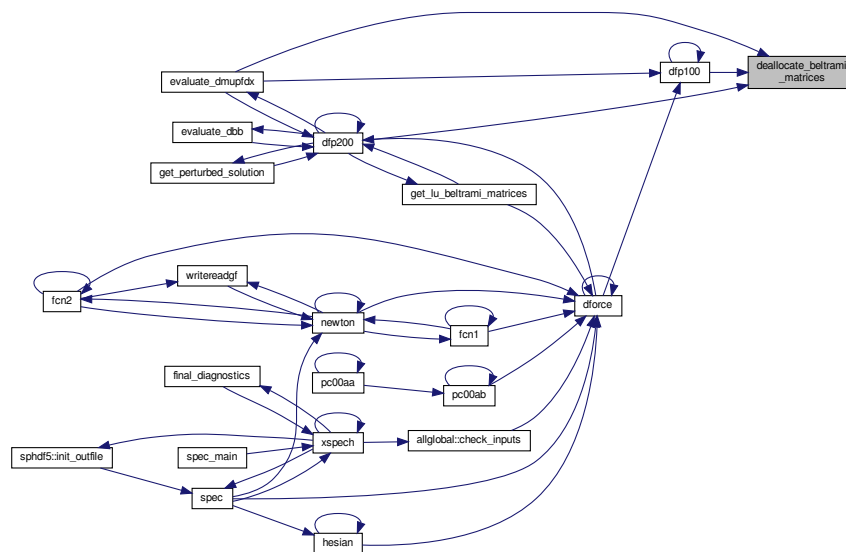 deallocate_beltrami
_matrices
dfp100
evaluate_dmupfdx
evaluate_dbb
dfp200
get_perturbed_solution
get_lu_beltrami_matrices
writereadgf
fcn2
dforce
newton
fcn1
final_diagnostics
pc00aa
pc00ab
xspech
allglobal::check_inputs
sphdf5::init_outfile
spec_main
spec
hesian